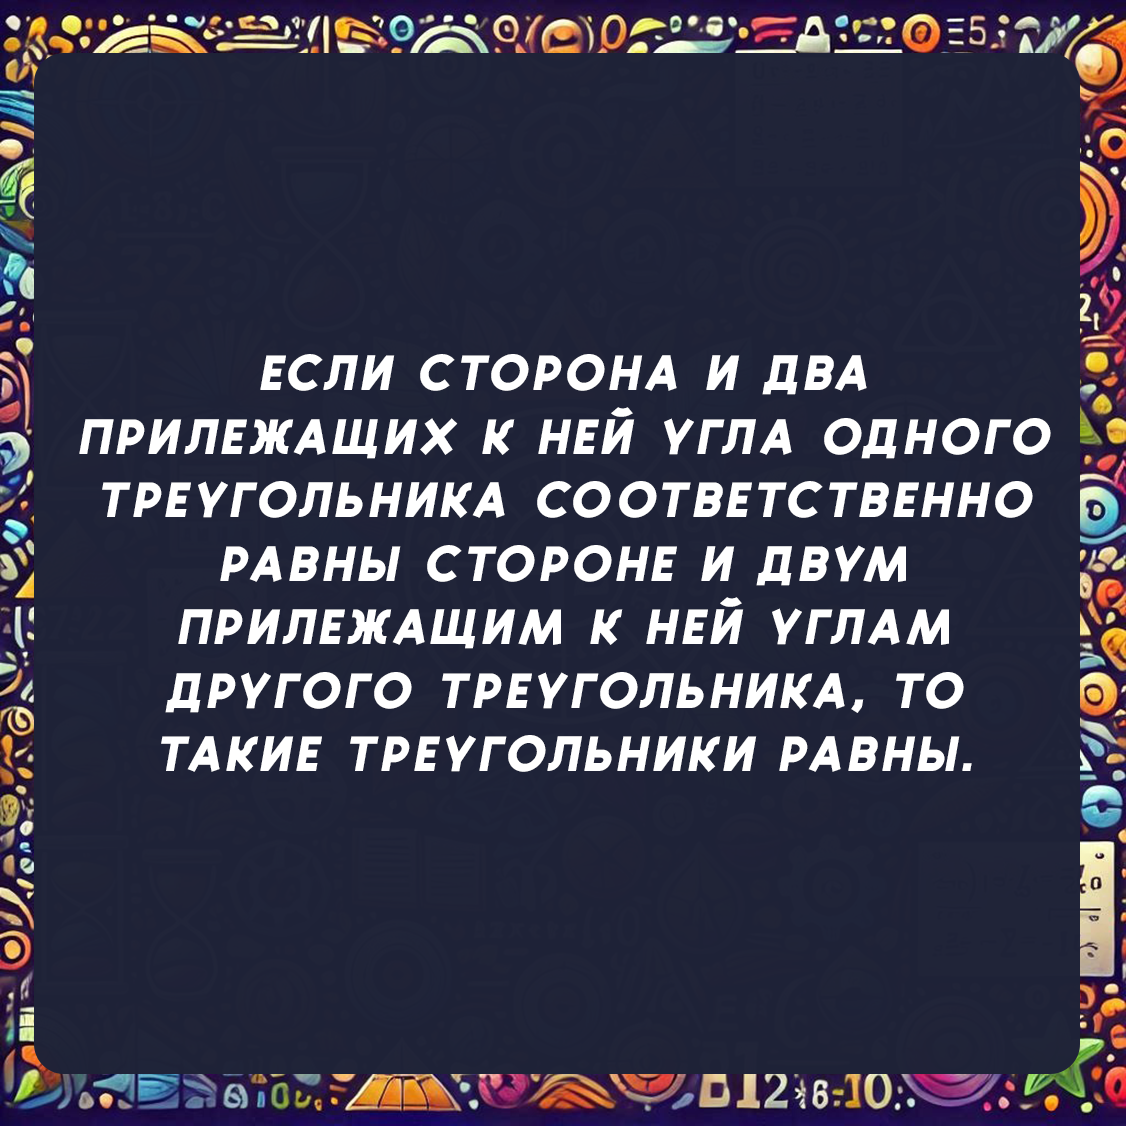 ЕСЛИ СТОРОНА И ДВА
ПРИЛЕЖАЩИХ К НЕЙ УГЛА ОДНОГО
ТРЕУГОЛЬНИКА СООТВЕТСТВЕННО
РАВНЫ СТОРОНЕ И ДВУМ
ПРИЛЕЖАЩИМ К НЕЙ УГЛАМ
ДРУГОГО ТРЕУГОЛЬНИКА, ТО
ТАКИЕ ТРЕУГОЛЬНИКИ РАВНЫ.